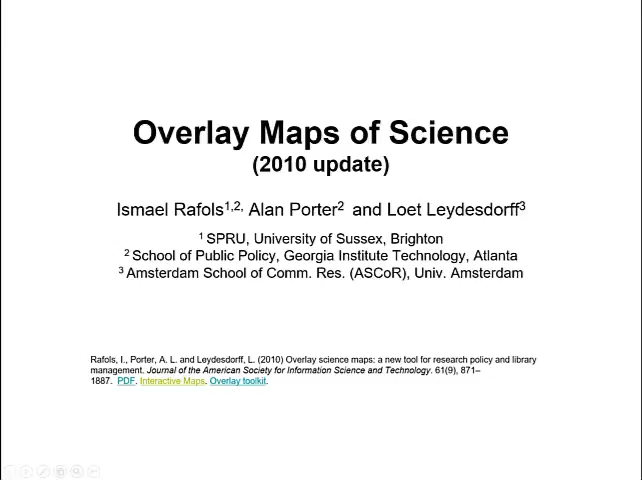 Overlay Maps of Science
(2010 update)
Ismael Rafols1,2, Alan Porter2 and Loet Leydesdorff3
1 SPRU, University of Sussex, Brighton
2 School of Public Policy, Georgia Institute Technology, Atlanta
3 Amsterdam School of Comm. Res. (ASCoR), Univ. Amsterdam
Rafols, I., Porter, A. L. and Leydesdorff, L. (2010) Overlay science maps: a new tool for research policy and library
management. Journal of the American Society for Information Science and Technology. 61(9), 871–
1887. PDF. Interactive Maps. Overlay toolkit.